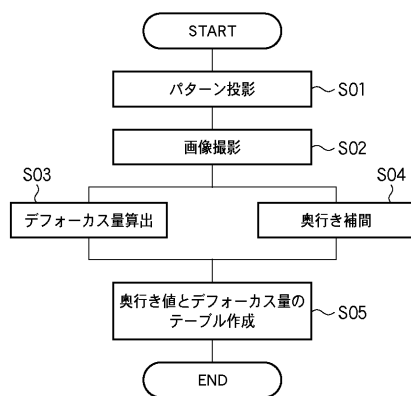 START
パターン投影
S01
画像撮影
S02
S03
S04
デフォーカス量算出
奥行き補間
奥行き値とデフォーカス量の
テーブル作成
S05
END